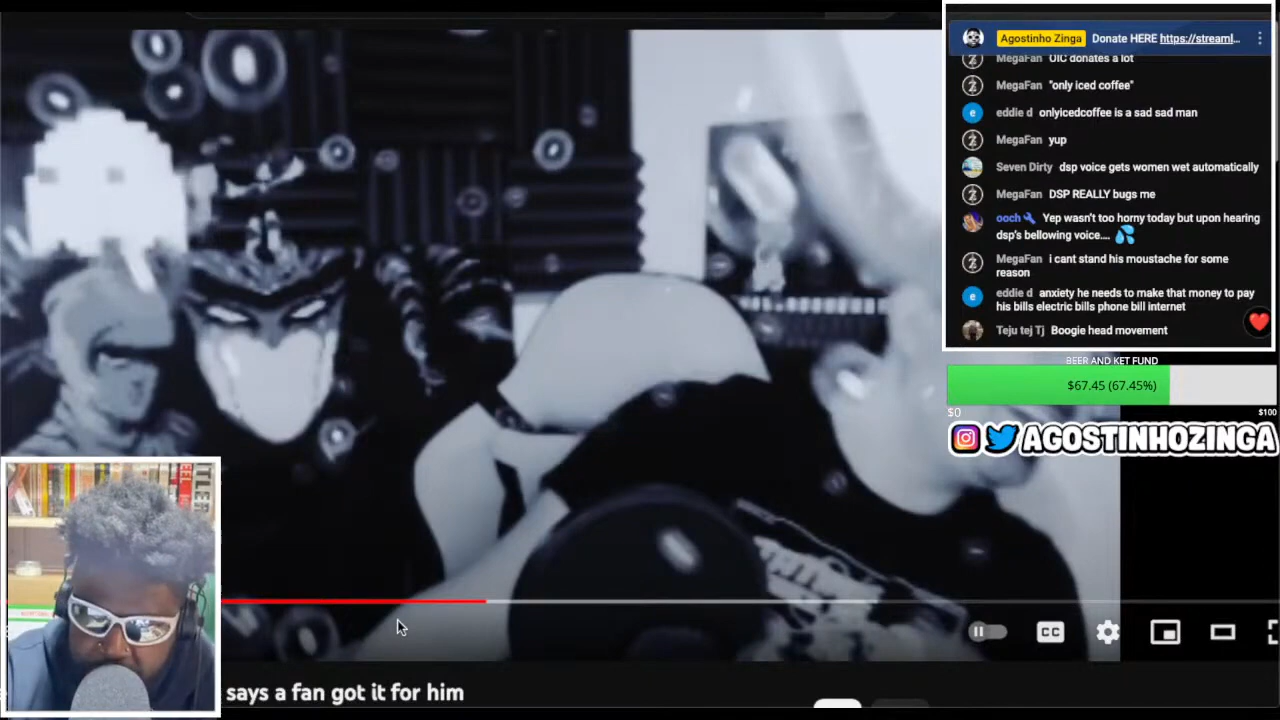 Agostinho Zinga Donate HERE https://streaml...
MegaFan OIC donates a lot
MegaFan "only iced coffee"
eddie d onlyicedcoffee is a sad sad man
MegaFan yup
Seven Dirty dsp voice gets women wet automatically
MegaFan DSP REALLY bugs me
ooch Yep wasn't too horny today but upon hearing
dsp's bellowing voice....
MegaFan i cant stand his moustache for some
reason
eddie d anxiety he needs to make that money to pay
his bills electric bills phone bill internet
Teju tej Tj Boogie head movement
BEER AND KET FUND
$67.45 (67.45%)
$0 $100
AGOSTINHOZINGA
CC
says a fan got it for him